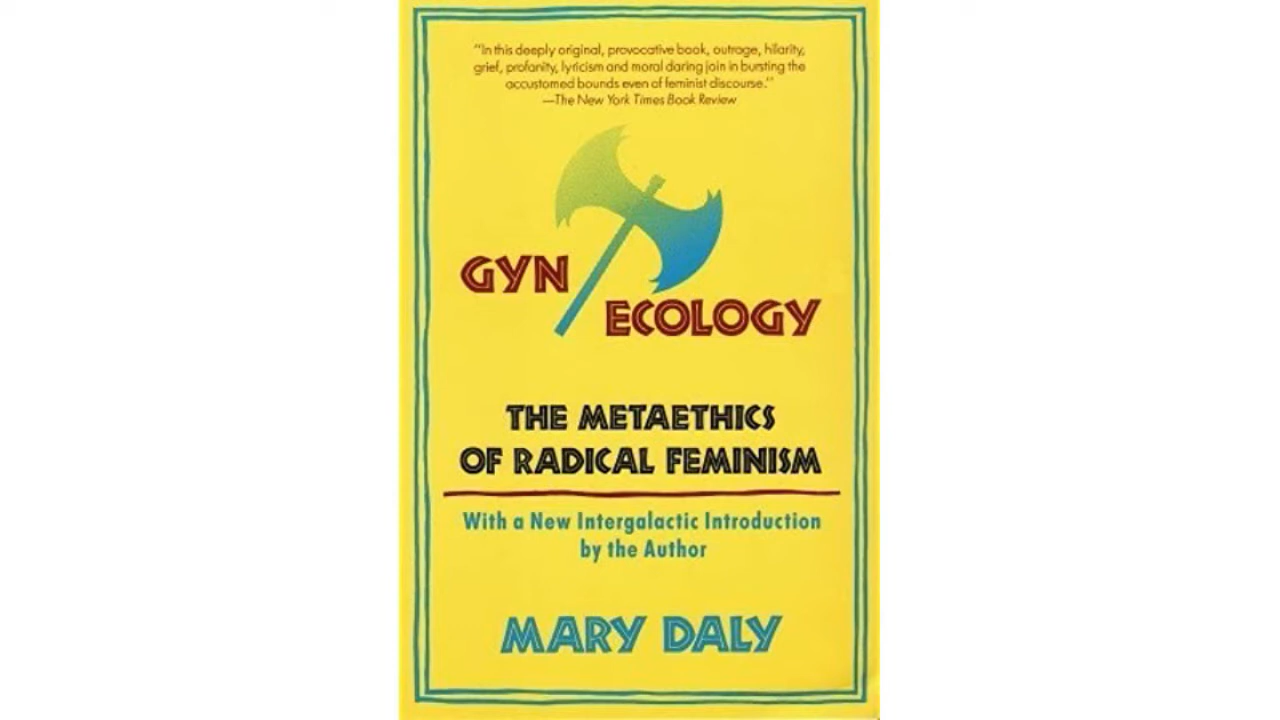 “In this deeply original, provocative book, outrage, hilarity,
grief, profanity, lyricism and moral daring join in bursting the
accustomed bounds even of feminist discourse.”
—The New York Times Book Review
GYN
ECOLOGY
THE METAETHICS
OF RADICAL FEMINISM
With a New Intergalactic Introduction
by the Author
MARY DALY